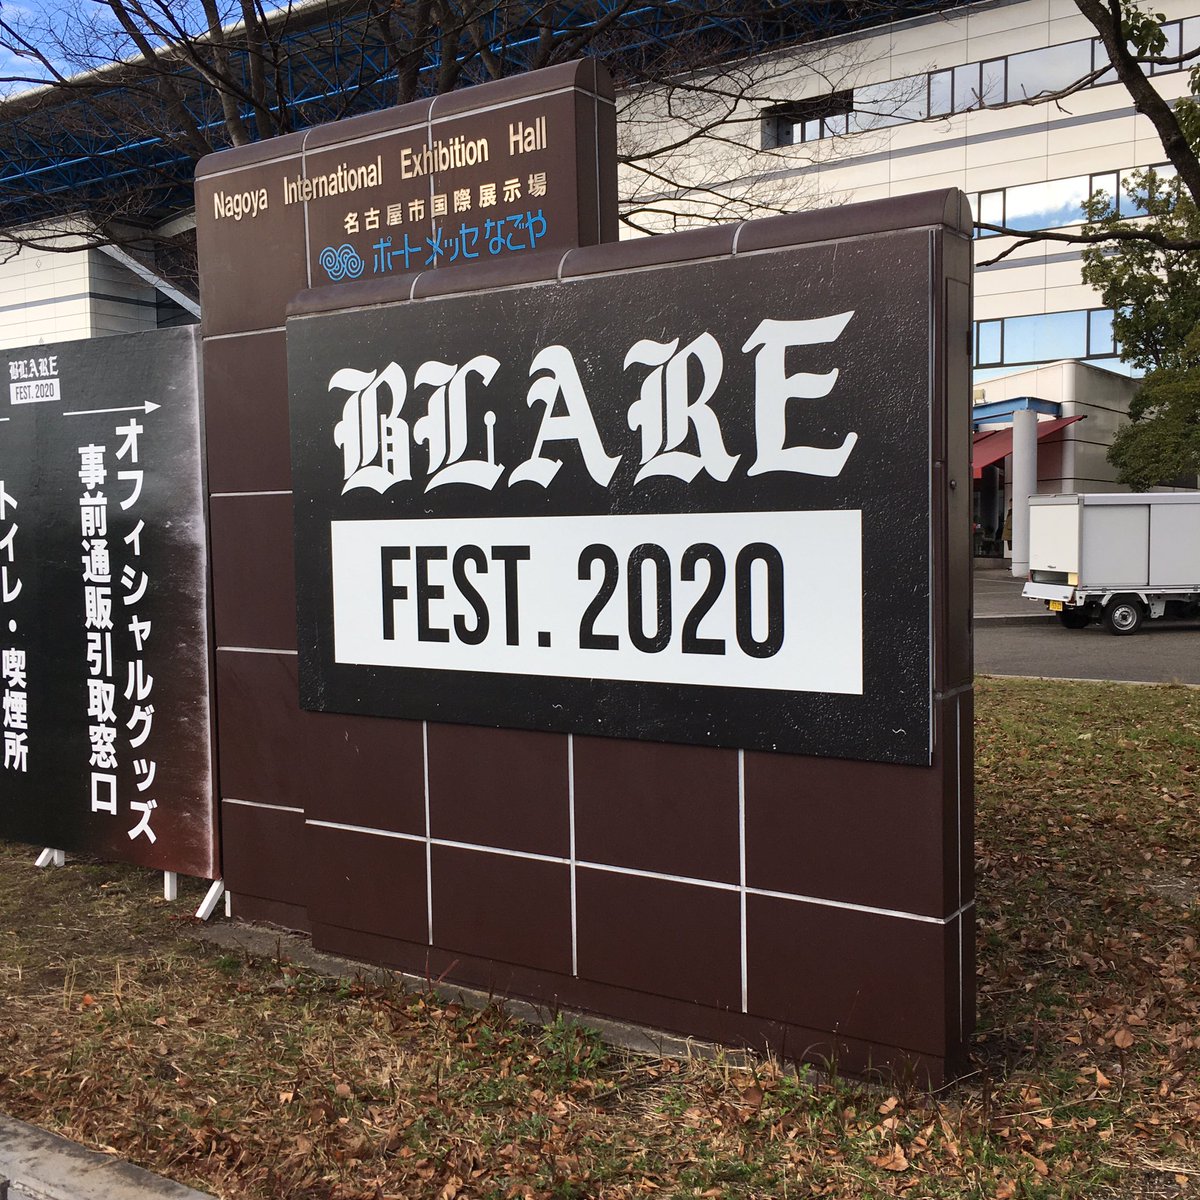 Nagoya International Exhibition Hall
名古屋市国際展示場
ポートメッセなごや
BLARE
FEST. 2020
BLARE
FEST. 2020
オフィシャルグッズ
事前通販引取窓口
トイレ・喫煙所